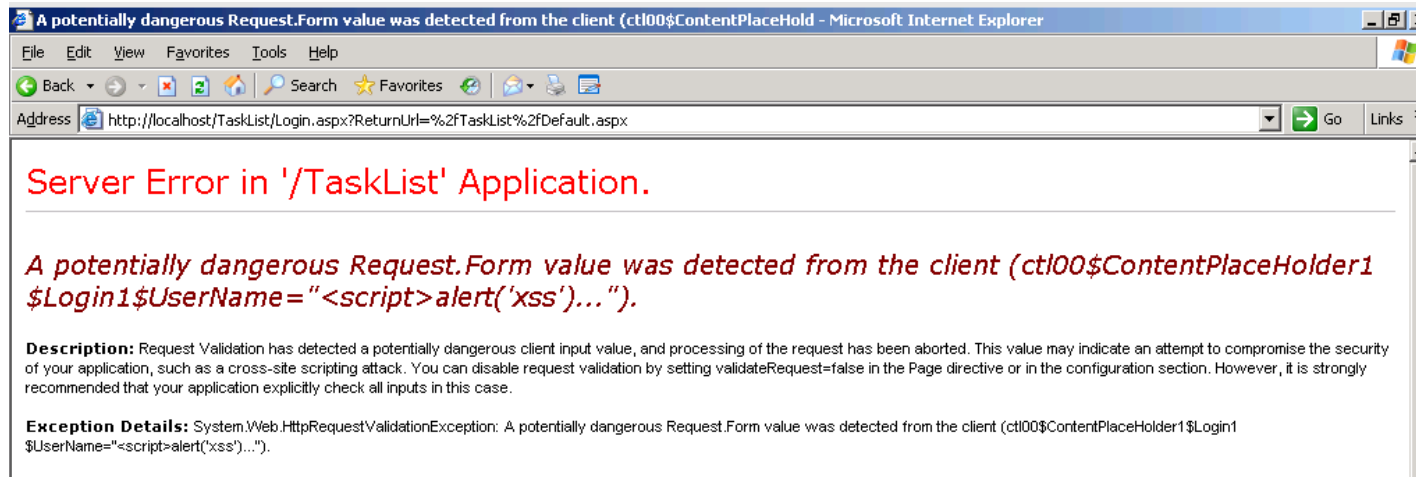 A potentially dangerous Request.Form value was detected from the client (ctl00$ContentPlaceHold - Microsoft Internet Explorer
File Edit View Favorites Tools Help
Back Search Favorites
Address http://localhost/TaskList/Login.aspx?ReturnUrl=%2fTaskList%2fDefault.aspx Go Links
Server Error in '/TaskList' Application.
A potentially dangerous Request.Form value was detected from the client (ctl00$ContentPlaceHolder1
$Login1$UserName="<script>alert('xss')...").
Description: Request Validation has detected a potentially dangerous client input value, and processing of the request has been aborted. This value may indicate an attempt to compromise the security
of your application, such as a cross-site scripting attack. You can disable request validation by setting validateRequest=false in the Page directive or in the configuration section. However, it is strongly
recommended that your application explicitly check all inputs in this case.
Exception Details: System.Web.HttpRequestValidationException: A potentially dangerous Request.Form value was detected from the client (ctl00$ContentPlaceHolder1$Login1
$UserName="<script>alert('xss')...").